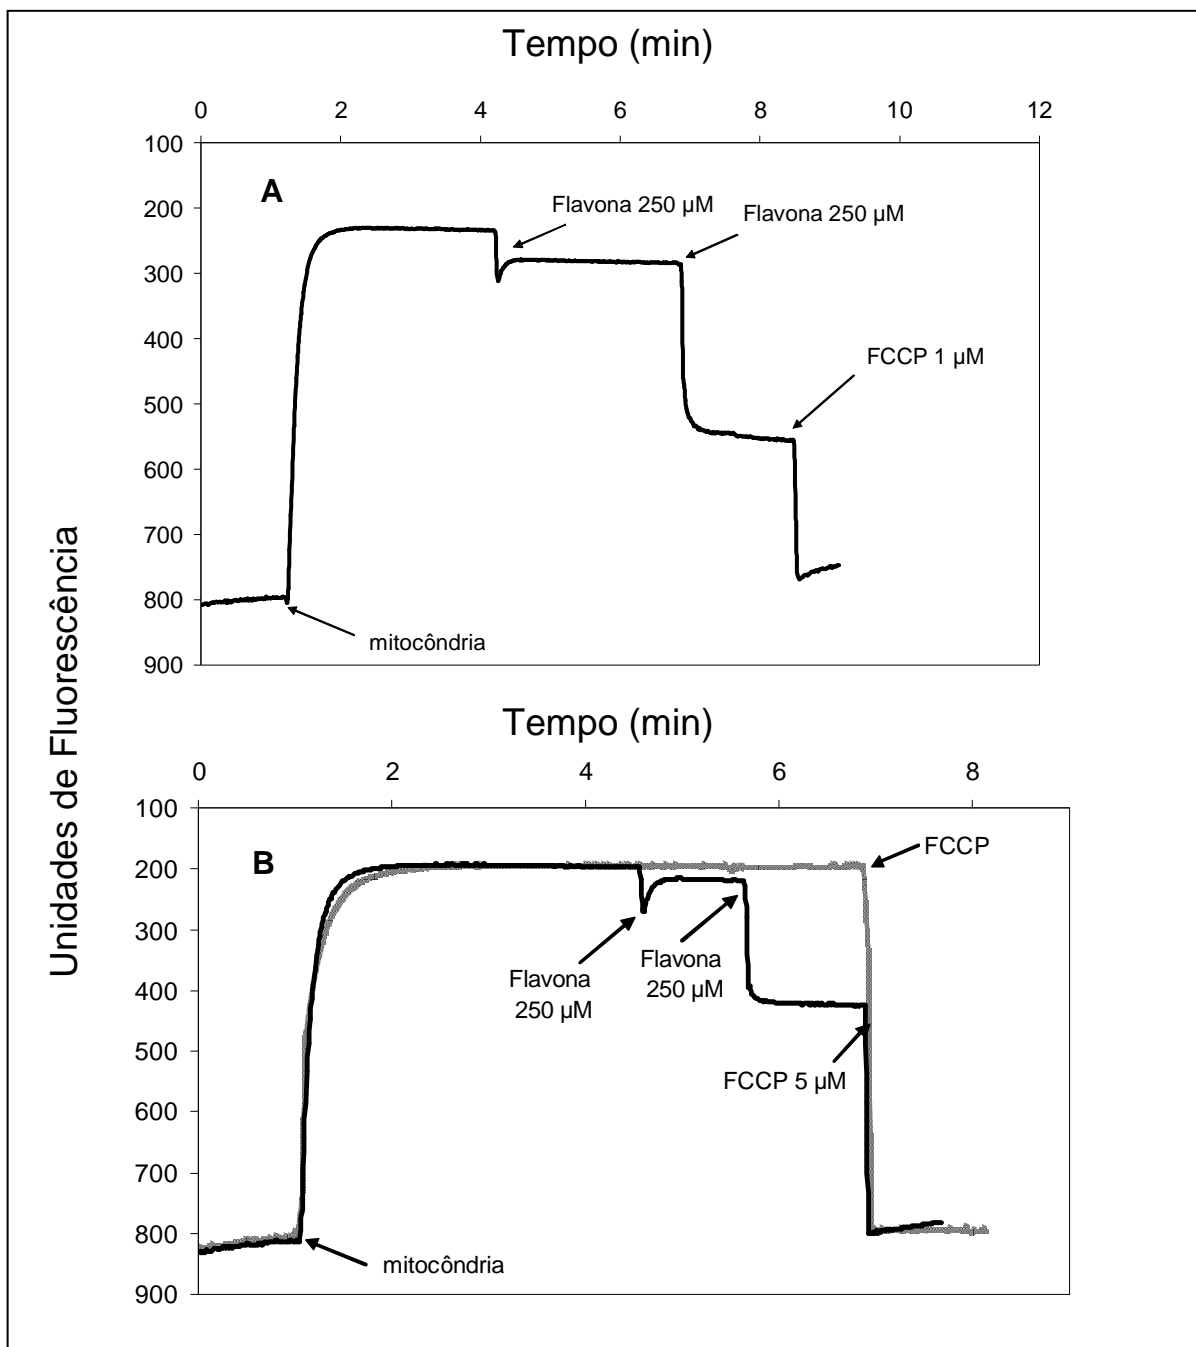 Tempo (min)
0 2 4 6 8 10 12
100
200
300
400
500
600
700
800
900
A
Flavona 250 µM
Flavona 250 µM
FCCP 1 µM
mitocôndria
Unidades de Fluorescência
Tempo (min)
0 2 4 6 8
100
200
300
400
500
600
700
800
900
B
FCCP
Flavona
250 µM
Flavona
250 µM
FCCP 5 µM
mitocôndria